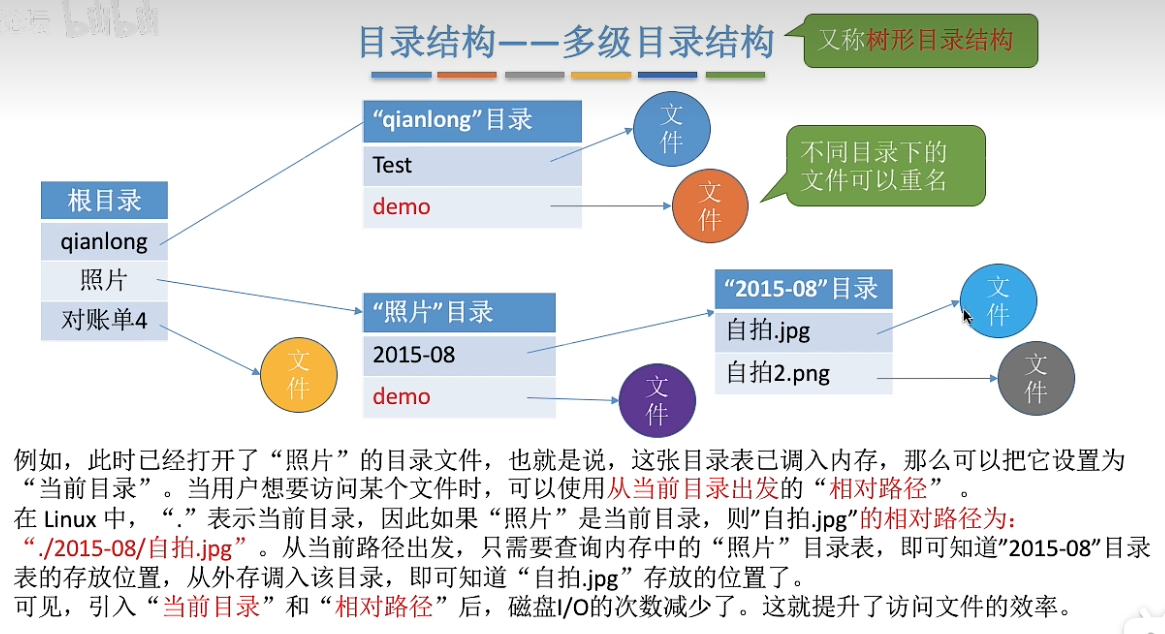 目录结构——多级目录结构
又称树形目录结构
“qianlong”目录
Test
demo
文
件
文
件
不同目录下的
文件可以重名
根目录
qianlong
照片
对账单4
文
件
“照片”目录
2015-08
demo
文
件
“2015-08”目录
自拍.jpg
自拍2.png
文
件
文
件
例如，此时已经打开了“照片”的目录文件，也就是说，这张目录表已调入内存，那么可以把它设置为
“当前目录”。当用户想要访问某个文件时，可以使用从当前目录出发的“相对路径”。
在 Linux 中，“.”表示当前目录，因此如果“照片”是当前目录，则”自拍.jpg”的相对路径为：
“./2015-08/自拍.jpg”。从当前路径出发，只需要查询内存中的“照片”目录表，即可知道”2015-08”目录
表的存放位置，从外存调入该目录，即可知道“自拍.jpg”存放的位置了。
可见，引入“当前目录”和“相对路径”后，磁盘I/O的次数减少了。这就提升了访问文件的效率。